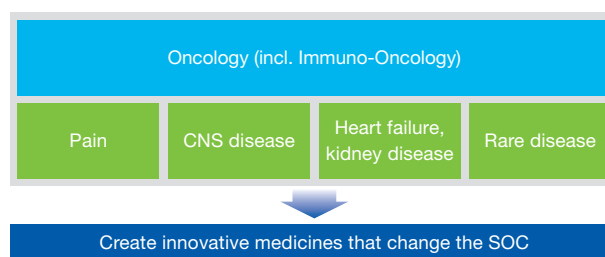 Oncology (incl. Immuno-Oncology)
Pain
CNS disease
Heart failure,
kidney disease
Rare disease
Create innovative medicines that change the SOC